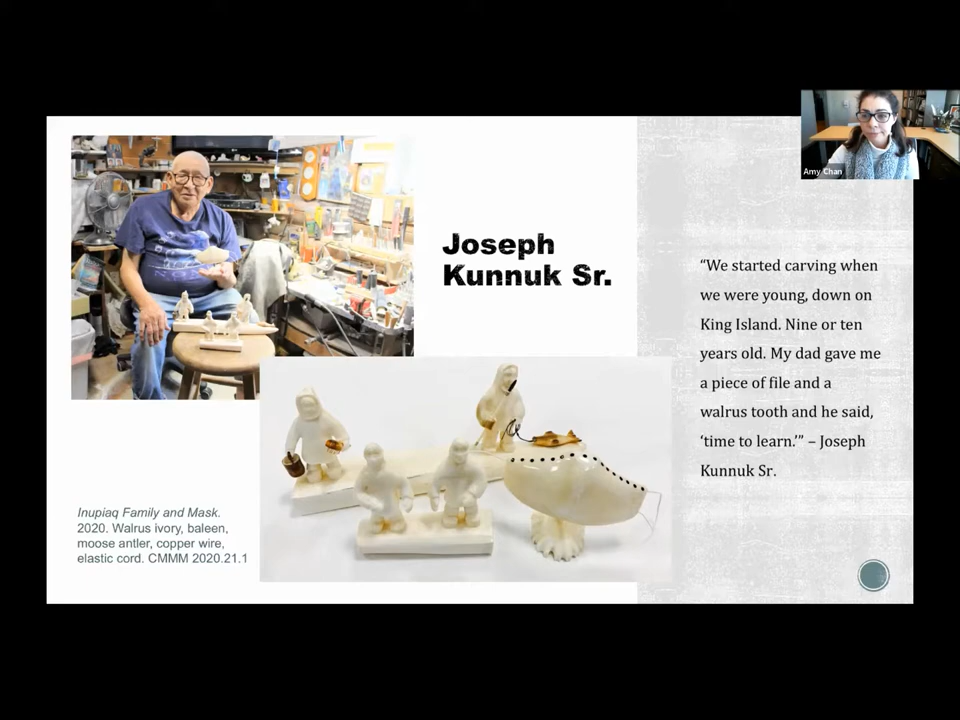 Amy Chan
Joseph
Kunnuk Sr.
“We started carving when
we were young, down on
King Island. Nine or ten
years old. My dad gave me
a piece of file and a
walrus tooth and he said,
‘time to learn.’” – Joseph
Kunnuk Sr.
Inupiaq Family and Mask.
2020. Walrus ivory, baleen,
moose antler, copper wire,
elastic cord. CMMM 2020.21.1